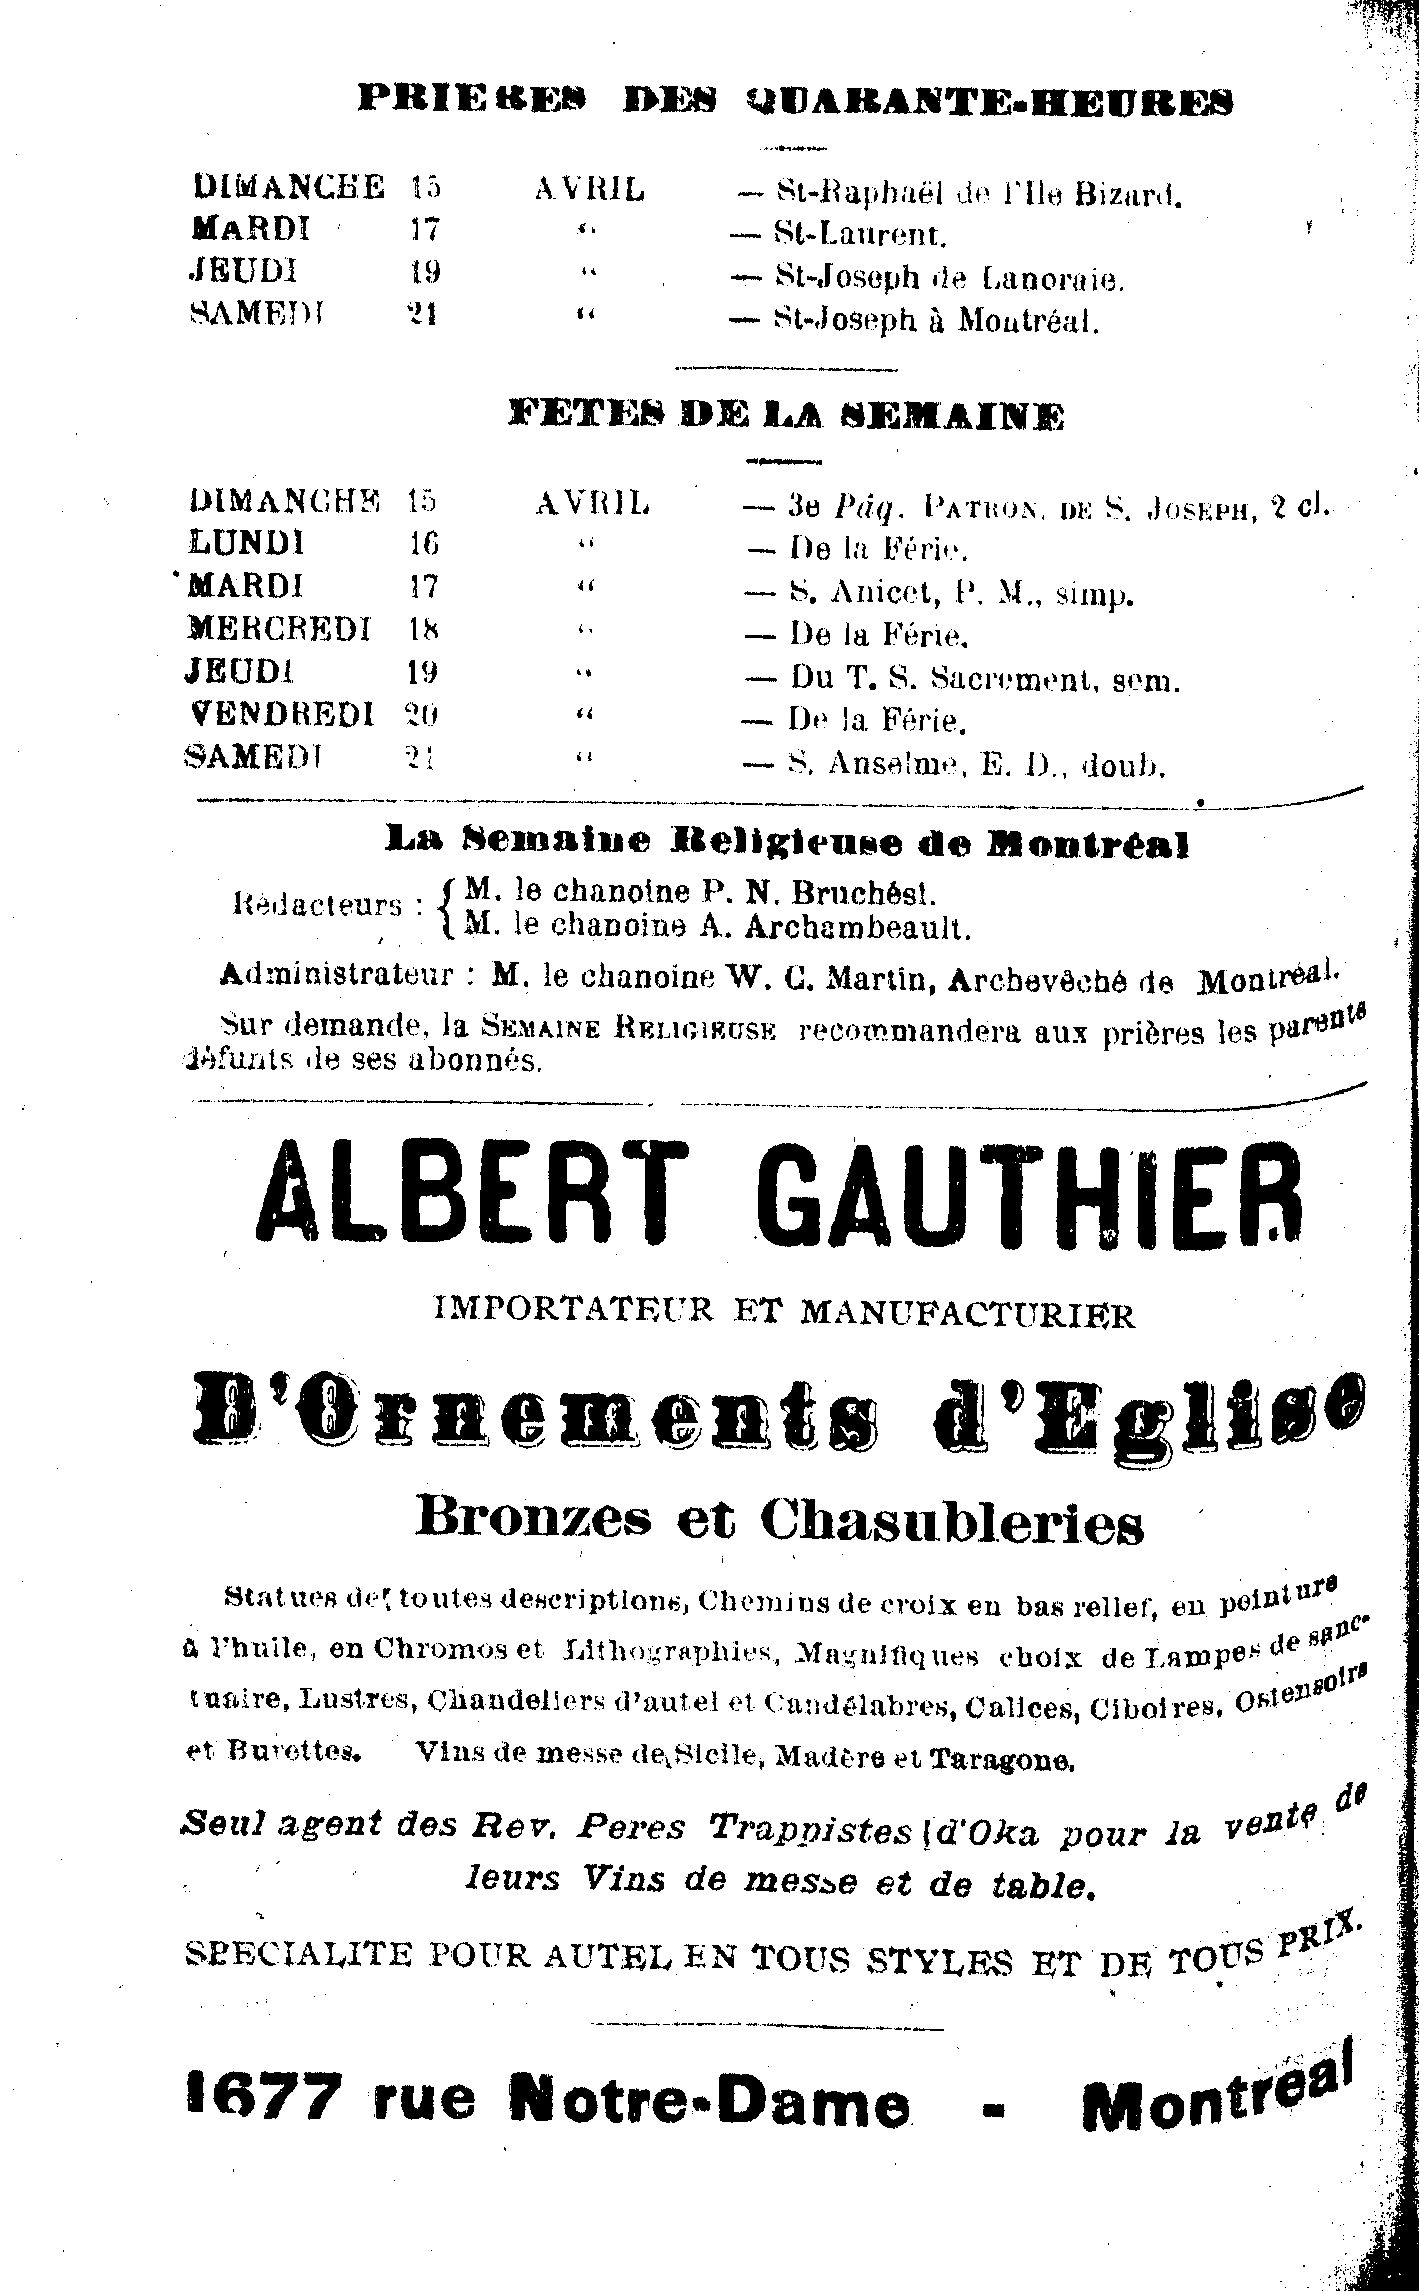 PRIERES DES QUARANTE-HEURES
DIMANCHE 15 AVRIL — St-Raphaël de l'Ile Bizard.
MARDI 17 “ — St-Laurent.
JEUDI 19 “ — St-Joseph de Lanoraie.
SAMEDI 21 “ — St-Joseph à Montréal.
FETES DE LA SEMAINE
DIMANCHE 15 AVRIL — 3e Pâq. PATRON. DE S. JOSEPH, 2 cl.
LUNDI 16 “ — De la Férie.
MARDI 17 “ — S. Anicet, P. M., simp.
MERCREDI 18 “ — De la Férie.
JEUDI 19 “ — Du T. S. Sacrement, sem.
VENDREDI 20 “ — De la Férie.
SAMEDI 21 “ — S. Anselme, E. D., doub.
La Semaine Religieuse de Montréal
Rédacteurs : { M. le chanoine P. N. Bruchési.
M. le chanoine A. Archambeault.
Administrateur : M. le chanoine W. C. Martin, Archevêché de Montréal.
Sur demande, la SEMAINE RELIGIEUSE recommandera aux prières les parents
défunts de ses abonnés.
ALBERT GAUTHIER
IMPORTATEUR ET MANUFACTURIER
D'Ornements d'Eglise
Bronzes et Chasubleries
Statues de toutes descriptions, Chemins de croix en bas relief, en peinture
à l'huile, en Chromos et Lithographies, Magnifiques choix de Lampes de sanc-
tuaire, Lustres, Chandeliers d'autel et Candélabres, Calices, Ciboires, Ostensoirs
et Burettes. Vins de messe de Sicile, Madère et Taragone.
Seul agent des Rev. Peres Trappistes d'Oka pour la vente de
leurs Vins de messe et de table.
SPECIALITE POUR AUTEL EN TOUS STYLES ET DE TOUS PRIX.
1677 rue Notre-Dame - Montréal